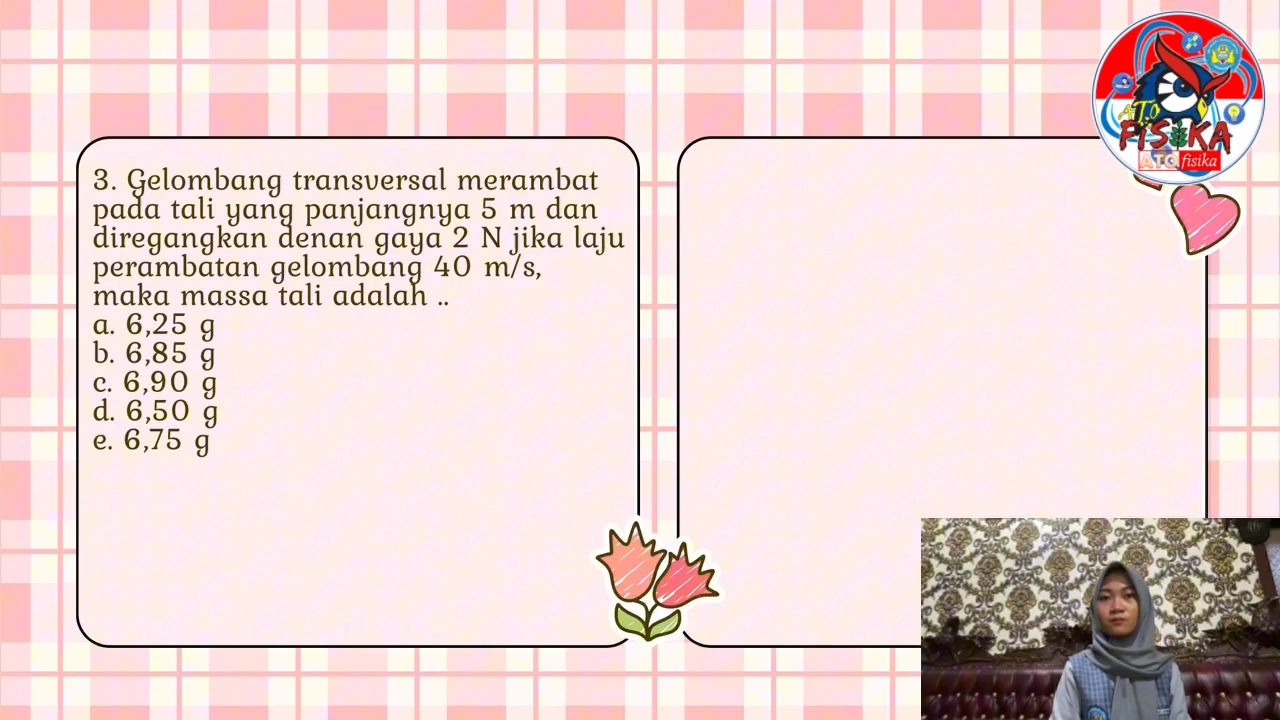 3. Gelombang transversal merambat
pada tali yang panjangnya 5 m dan
diregangkan denan gaya 2 N jika laju
perambatan gelombang 40 m/s,
maka massa tali adalah ..
a. 6,25 g
b. 6,85 g
c. 6,90 g
d. 6,50 g
e. 6,75 g
ATO
FISIKA
ATO fisika